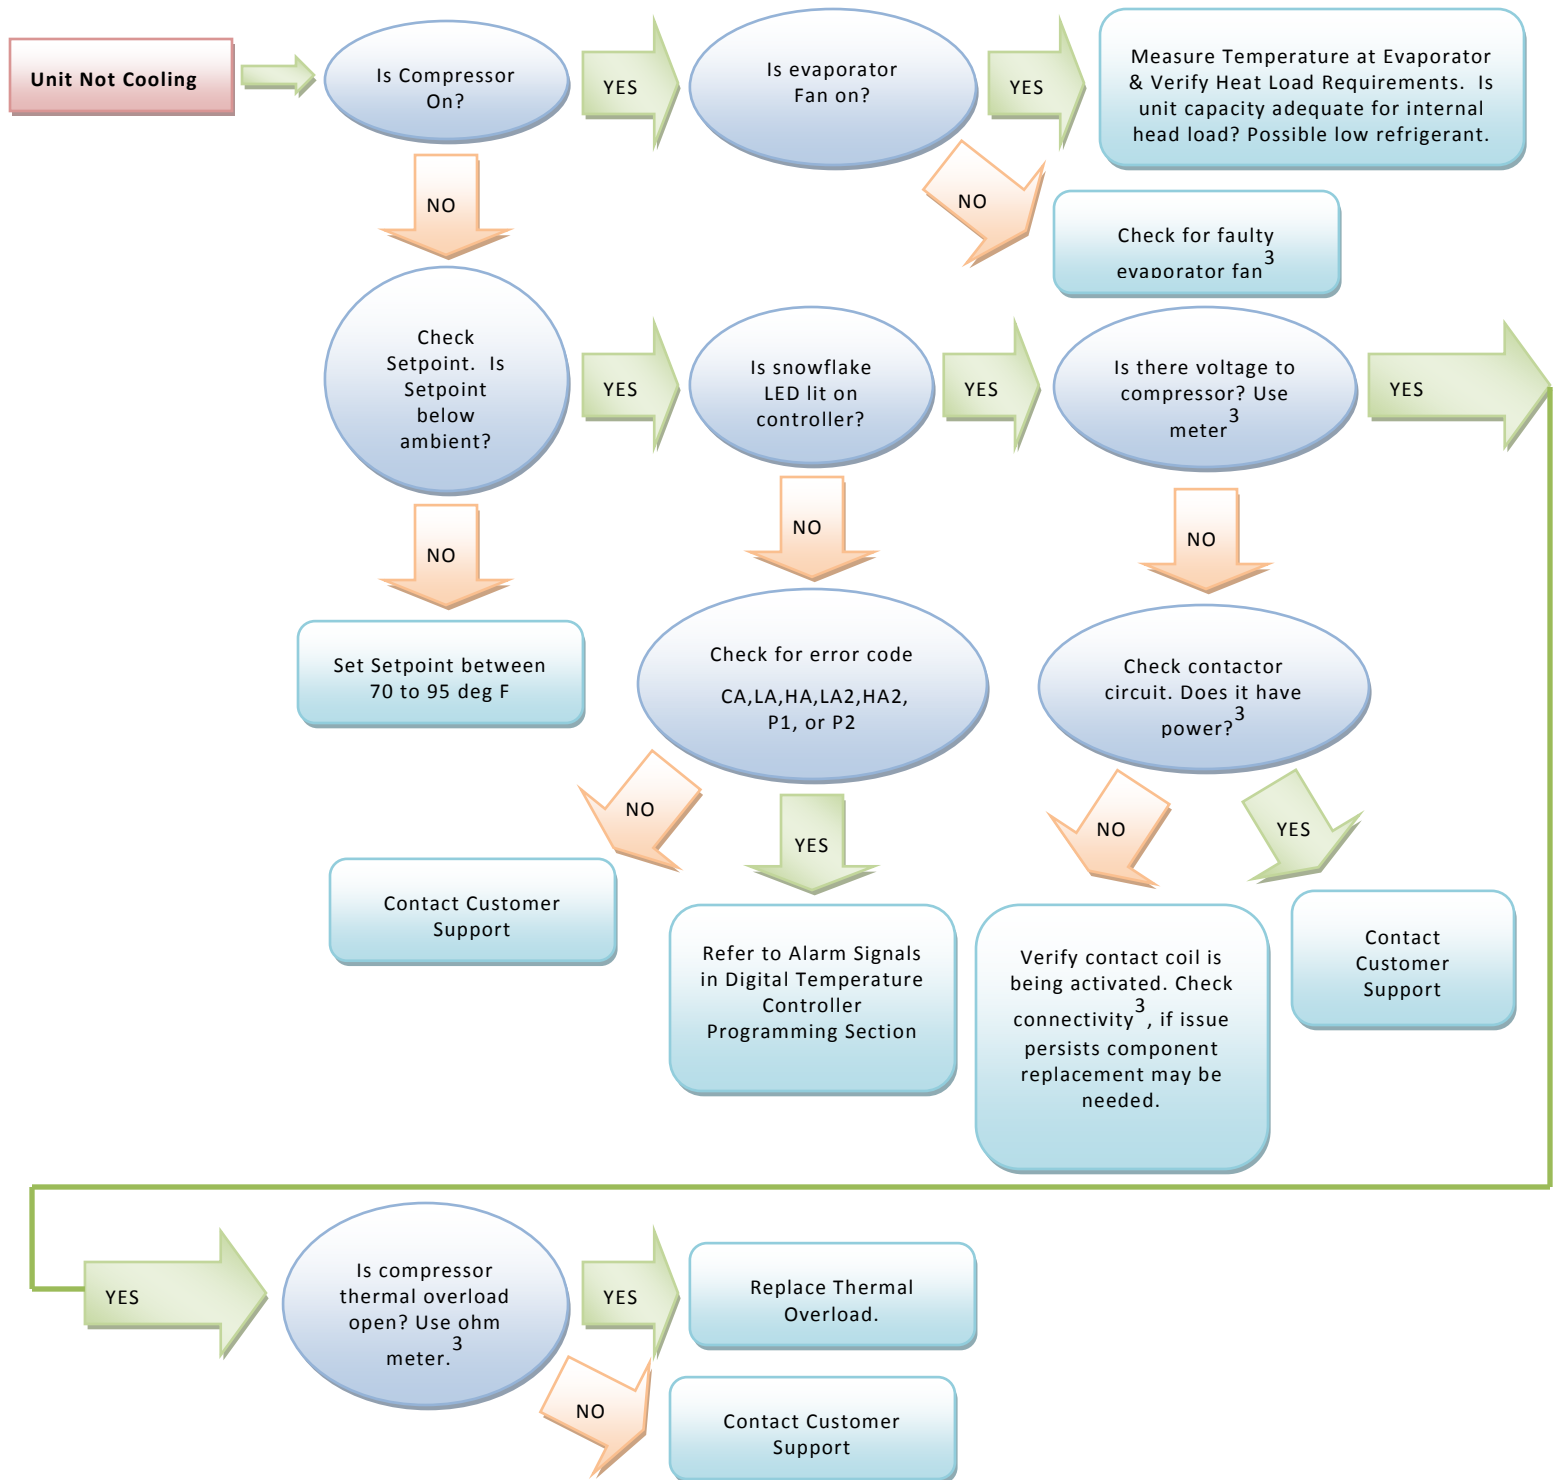 Unit Not Cooling
Is Compressor
On?
YES
Is evaporator
Fan on?
YES
Measure Temperature at Evaporator
& Verify Heat Load Requirements. Is
unit capacity adequate for internal
head load? Possible low refrigerant.
NO
NO
Check for faulty
evaporator fan3
Check
Setpoint. Is
Setpoint
below
ambient?
YES
Is snowflake
LED lit on
controller?
YES
Is there voltage to
compressor? Use
meter3
YES
NO
NO
NO
Set Setpoint between
70 to 95 deg F
Check for error code
CA,LA,HA,LA2,HA2,
P1, or P2
Check contactor
circuit. Does it have
power?3
NO
YES
NO
YES
Contact Customer
Support
Refer to Alarm Signals
in Digital Temperature
Controller
Programming Section
Verify contact coil is
being activated. Check
connectivity3, if issue
persists component
replacement may be
needed.
Contact
Customer
Support
YES
Is compressor
thermal overload
open? Use ohm
meter.3
YES
Replace Thermal
Overload.
NO
Contact Customer
Support